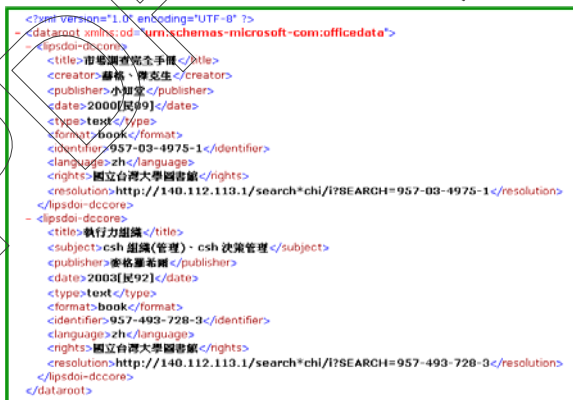 <?xml version="1.0" encoding="UTF-8" ?>
- <dataroot xmlns:od="urn:schemas-microsoft-com:officedata">
- <lipsdoi-dccore>
<title>市場調查完全手冊</title>
<creator>赫格、傑克生</creator>
<publisher>小知堂</publisher>
<date>2000[民89]</date>
<type>text</type>
<format>book</format>
<identifier>957-03-4975-1</identifier>
<language>zh</language>
<rights>國立台灣大學圖書館</rights>
<resolution>http://140.112.113.1/search*chi/i?SEARCH=957-03-4975-1</resolution>
</lipsdoi-dccore>
- <lipsdoi-dccore>
<title>執行力組織</title>
<subject>csh 組織(管理)、csh 決策管理</subject>
<publisher>麥格羅希爾</publisher>
<date>2003[民92]</date>
<type>text</type>
<format>book</format>
<identifier>957-493-728-3</identifier>
<language>zh</language>
<rights>國立台灣大學圖書館</rights>
<resolution>http://140.112.113.1/search*chi/i?SEARCH=957-493-728-3</resolution>
</lipsdoi-dccore>
</dataroot>